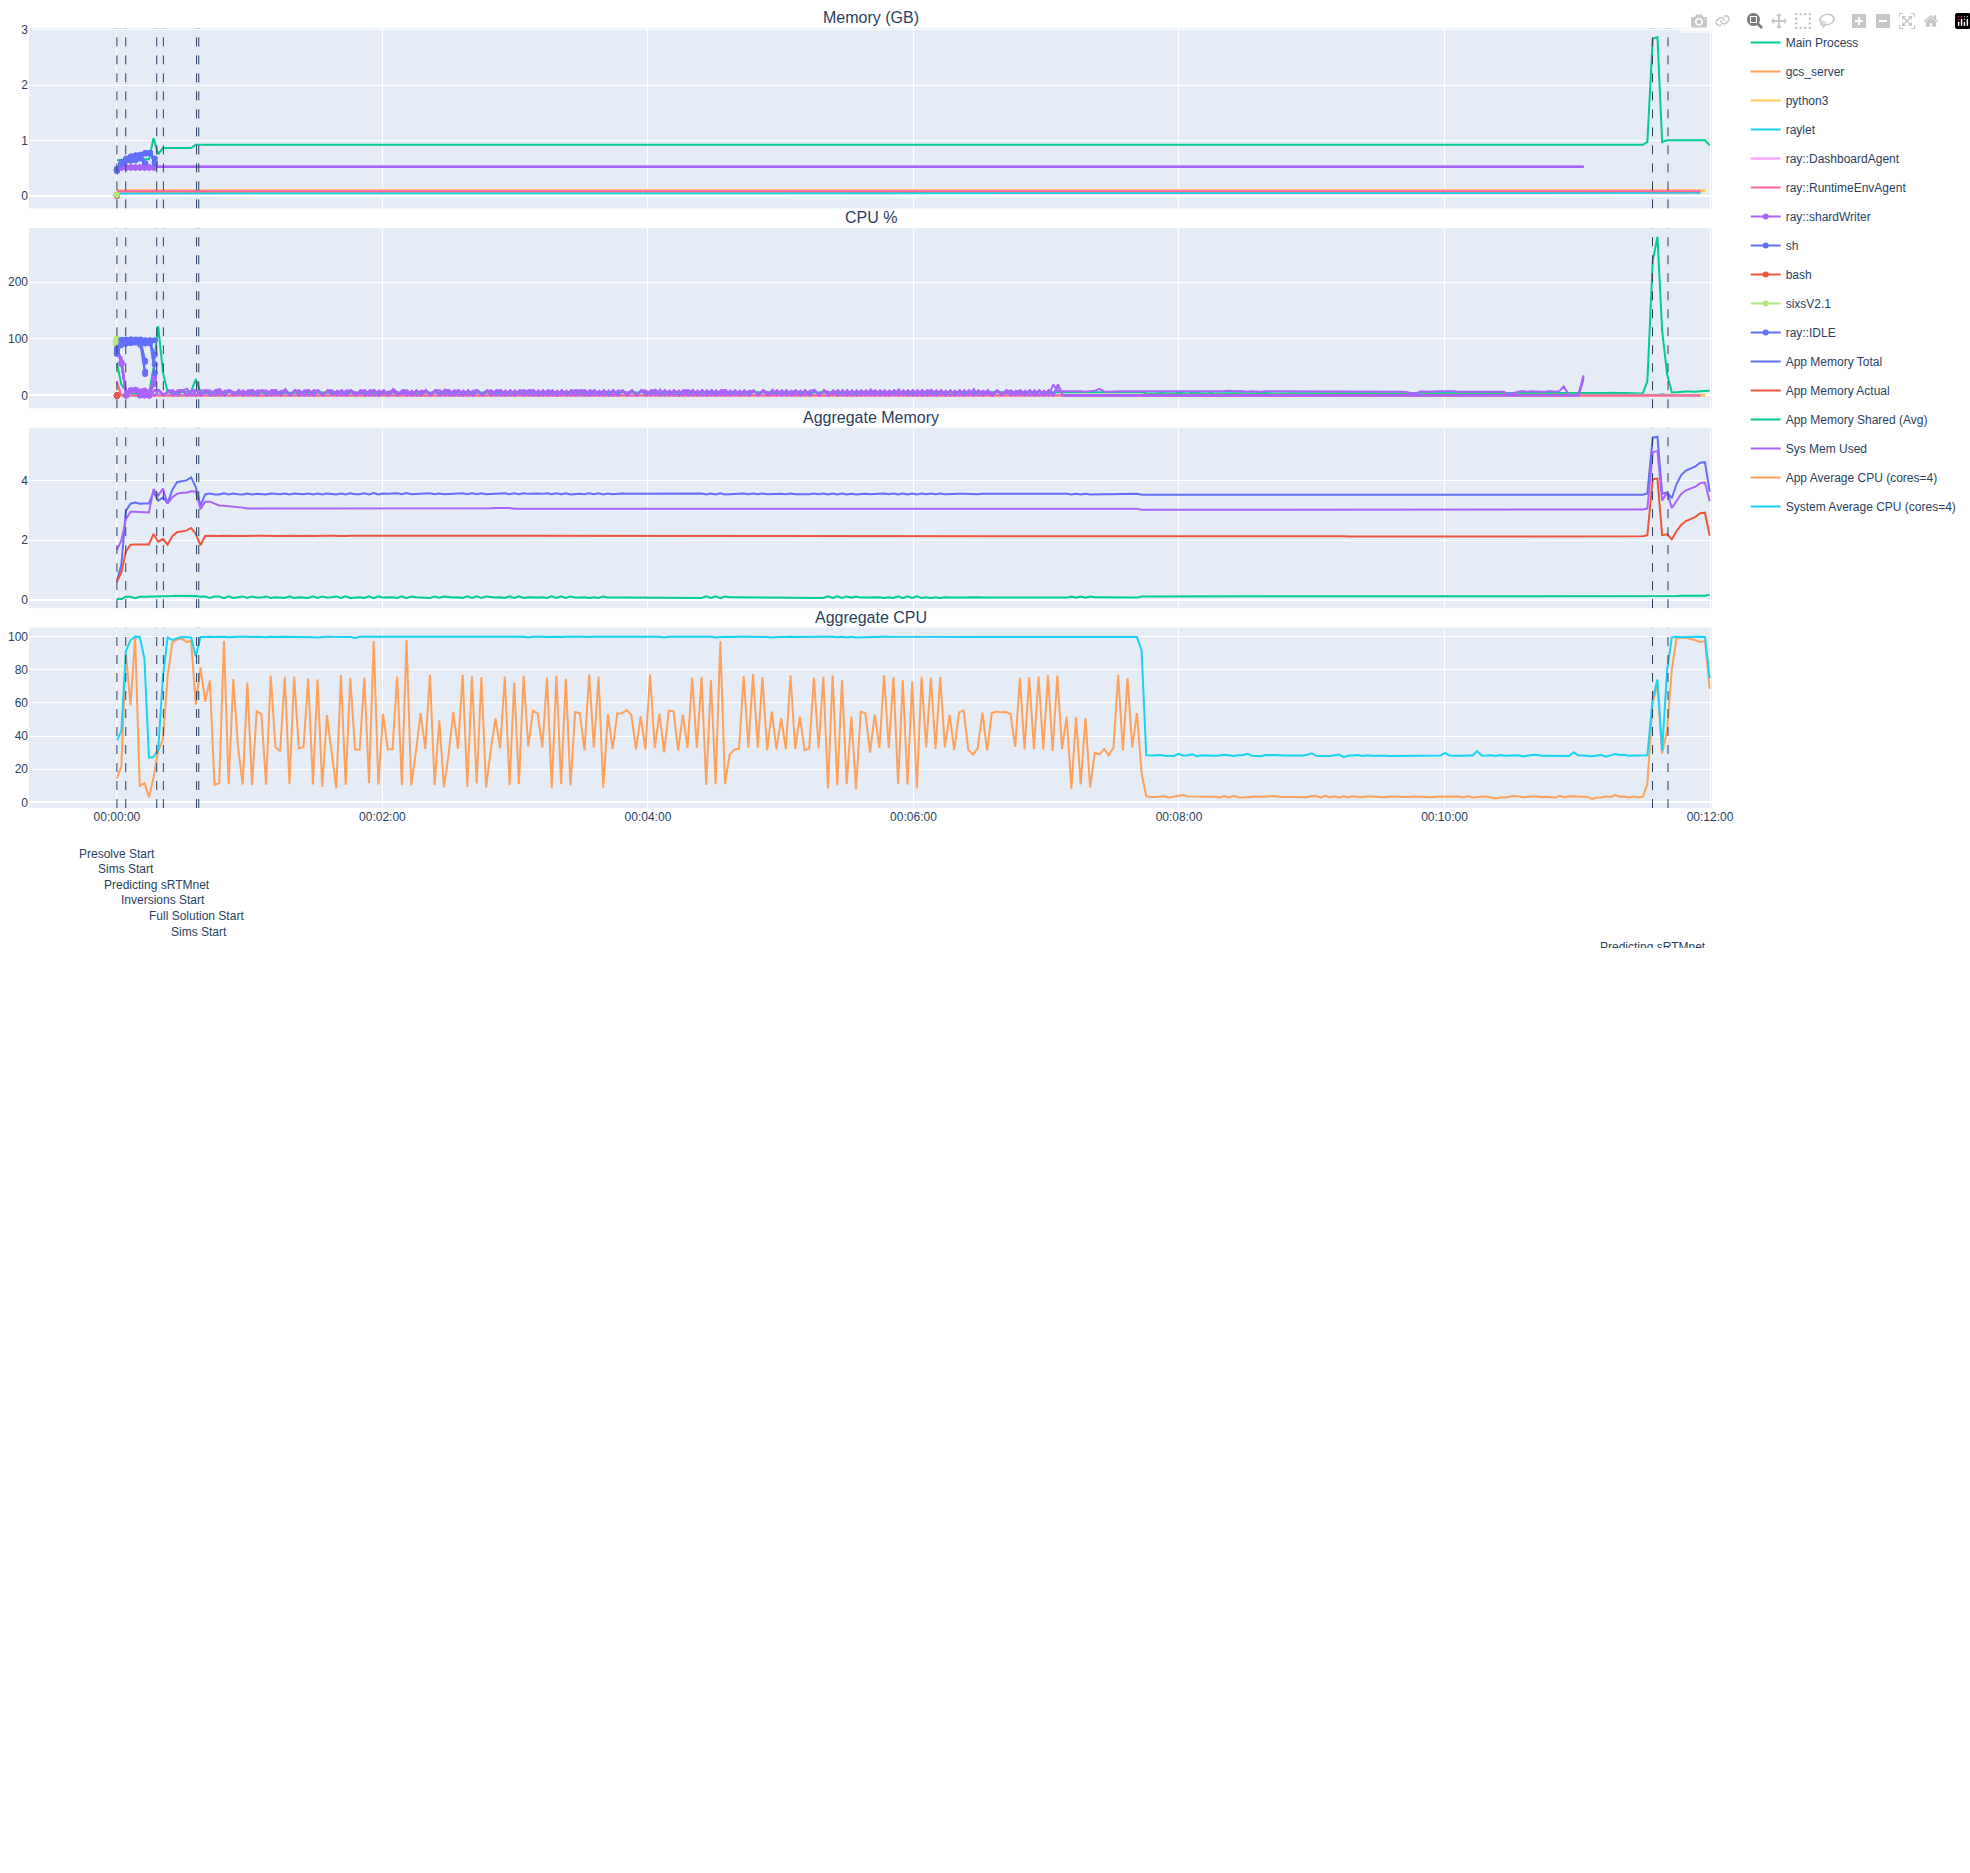 Memory (GB)
3
2
1
0
CPU %
200
100
0
Aggregate Memory
4
2
0
Aggregate CPU
100
80
60
40
20
0
00:00:00
00:02:00
00:04:00
00:06:00
00:08:00
00:10:00
00:12:00
Presolve Start
Sims Start
Predicting sRTMnet
Inversions Start
Full Solution Start
Sims Start
Predicting sRTMnet
Main Process
gcs_server
python3
raylet
ray::DashboardAgent
ray::RuntimeEnvAgent
ray::shardWriter
sh
bash
sixsV2.1
ray::IDLE
App Memory Total
App Memory Actual
App Memory Shared (Avg)
Sys Mem Used
App Average CPU (cores=4)
System Average CPU (cores=4)